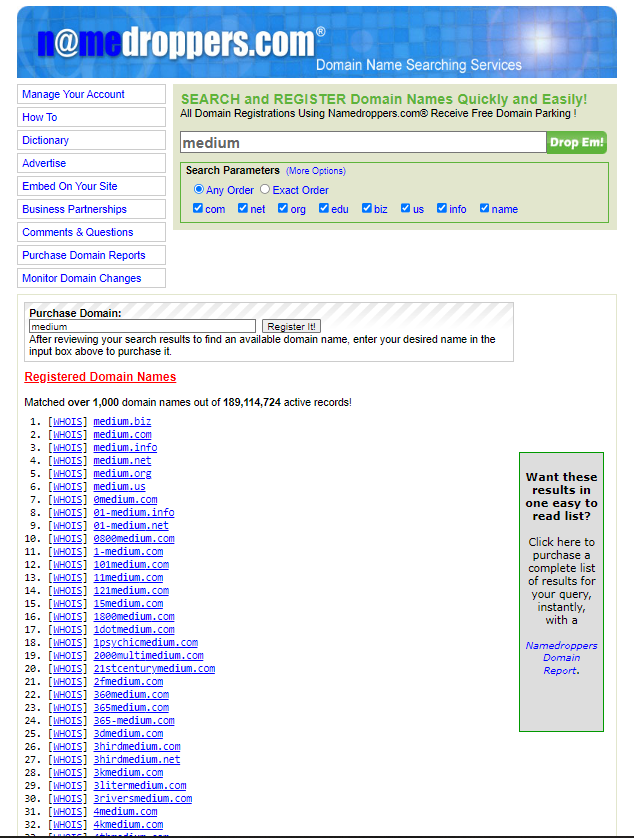 n@medroppers.com®
Domain Name Searching Services
Manage Your Account
How To
Dictionary
Advertise
Embed On Your Site
Business Partnerships
Comments & Questions
Purchase Domain Reports
Monitor Domain Changes
SEARCH and REGISTER Domain Names Quickly and Easily!
All Domain Registrations Using Namedroppers.com® Receive Free Domain Parking !
medium Drop Em!
Search Parameters (More Options)
Any Order Exact Order
com net org edu biz us info name
Purchase Domain:
medium Register It!
After reviewing your search results to find an available domain name, enter your desired name in the
input box above to purchase it.
Registered Domain Names
Matched over 1,000 domain names out of 189,114,724 active records!
1. [WHOIS] medium.biz
2. [WHOIS] medium.com
3. [WHOIS] medium.info
4. [WHOIS] medium.net
5. [WHOIS] medium.org
6. [WHOIS] medium.us
7. [WHOIS] 0medium.com
8. [WHOIS] 01-medium.info
9. [WHOIS] 01-medium.net
10. [WHOIS] 0800medium.com
11. [WHOIS] 1-medium.com
12. [WHOIS] 101medium.com
13. [WHOIS] 11medium.com
14. [WHOIS] 121medium.com
15. [WHOIS] 15medium.com
16. [WHOIS] 1800medium.com
17. [WHOIS] 1dotmedium.com
18. [WHOIS] 1psychicmedium.com
19. [WHOIS] 2000multimedium.com
20. [WHOIS] 21stcenturymedium.com
21. [WHOIS] 2fmedium.com
22. [WHOIS] 360medium.com
23. [WHOIS] 365medium.com
24. [WHOIS] 365-medium.com
25. [WHOIS] 3dmedium.com
26. [WHOIS] 3hirdmedium.com
27. [WHOIS] 3hirdmedium.net
28. [WHOIS] 3kmedium.com
29. [WHOIS] 3litermedium.com
30. [WHOIS] 3riversmedium.com
31. [WHOIS] 4medium.com
32. [WHOIS] 4kmedium.com
Want these
results in
one easy to
read list?
Click here to
purchase a
complete list
of results for
your query,
instantly,
with a
Namedroppers
Domain
Report.